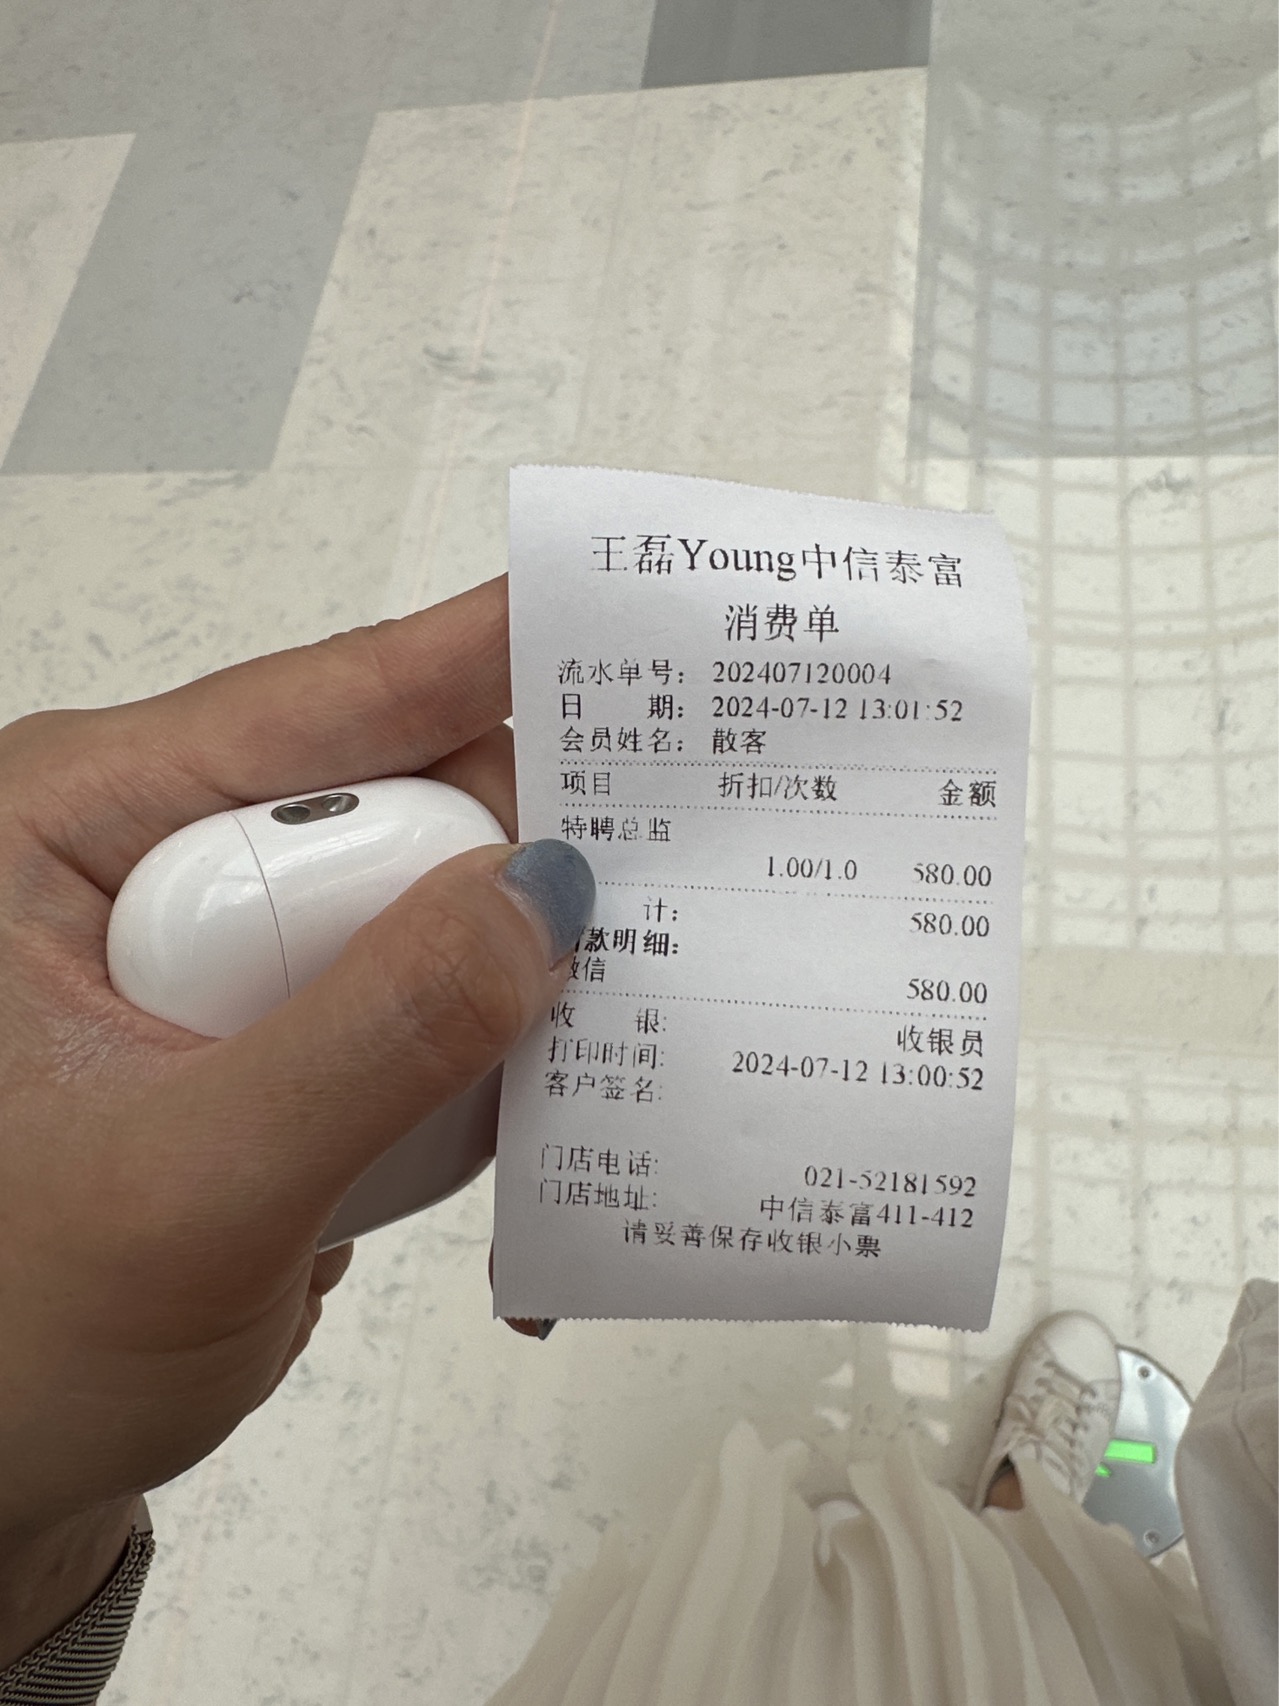 王磊Young中信泰富
消费单
流水单号： 202407120004
日 期： 2024-07-12 13:01:52
会员姓名： 散客
项目 折扣/次数 金额
特聘总监
1.00/1.0 580.00
计： 580.00
款明细：
信 580.00
收 银: 收银员
打印时间: 2024-07-12 13:00:52
客户签名:
门店电话: 021-52181592
门店地址: 中信泰富411-412
请妥善保存收银小票